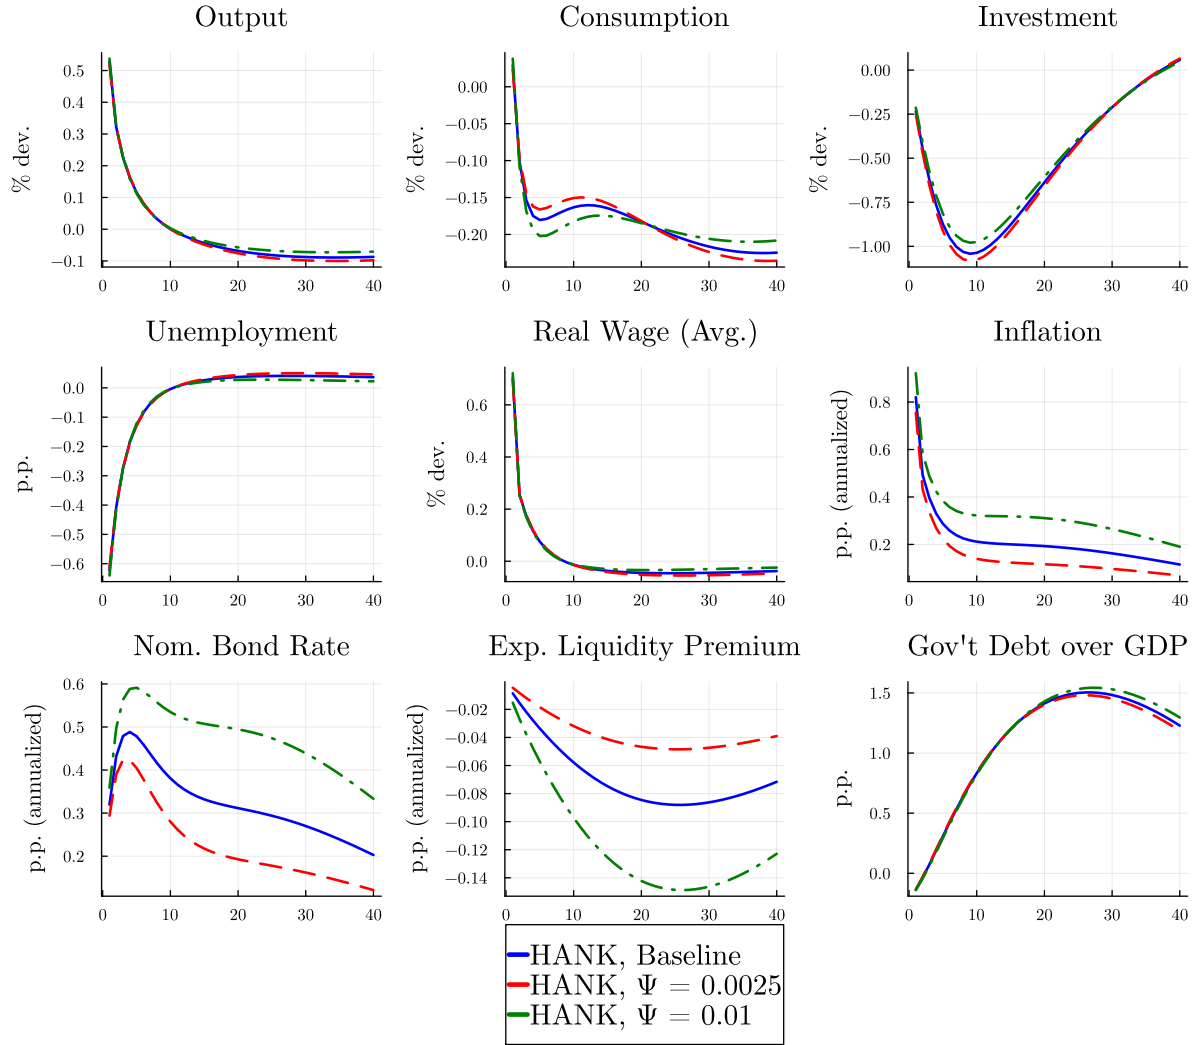 Output
Consumption
Investment
% dev.
0.5
0.4
0.3
0.2
0.1
0.0
−0.1
0 10 20 30 40
% dev.
0.00
−0.05
−0.10
−0.15
−0.20
0 10 20 30 40
% dev.
0.00
−0.25
−0.50
−0.75
−1.00
0 10 20 30 40
Unemployment
Real Wage (Avg.)
Inflation
p.p.
0.0
−0.1
−0.2
−0.3
−0.4
−0.5
−0.6
0 10 20 30 40
% dev.
0.6
0.4
0.2
0.0
0 10 20 30 40
p.p. (annualized)
0.8
0.6
0.4
0.2
0 10 20 30 40
Nom. Bond Rate
Exp. Liquidity Premium
Gov't Debt over GDP
p.p. (annualized)
0.6
0.5
0.4
0.3
0.2
0 10 20 30 40
p.p. (annualized)
−0.02
−0.04
−0.06
−0.08
−0.10
−0.12
−0.14
0 10 20 30 40
p.p.
1.5
1.0
0.5
0.0
0 10 20 30 40
HANK, Baseline
HANK, Ψ = 0.0025
HANK, Ψ = 0.01